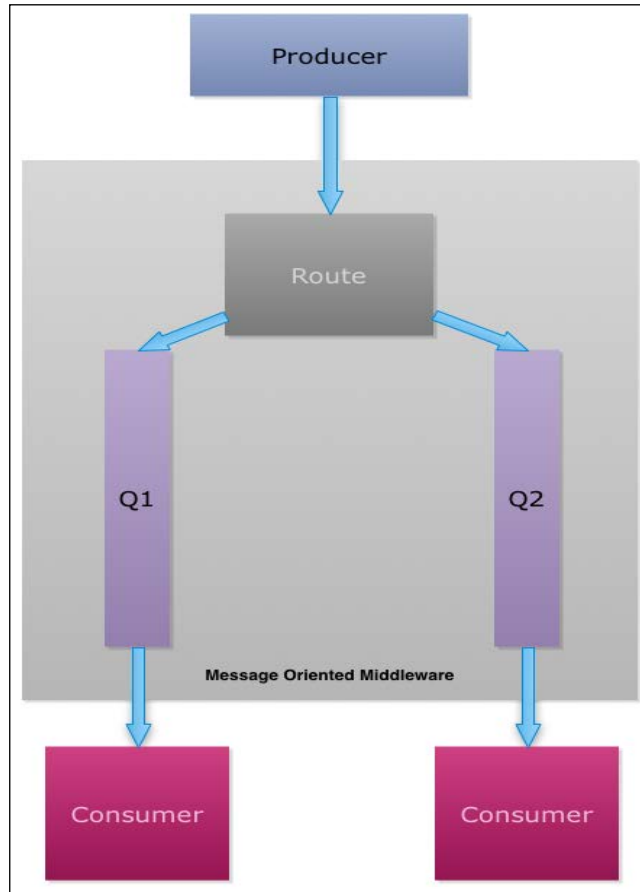 Producer
Route
Q1
Q2
Message Oriented Middleware
Consumer
Consumer